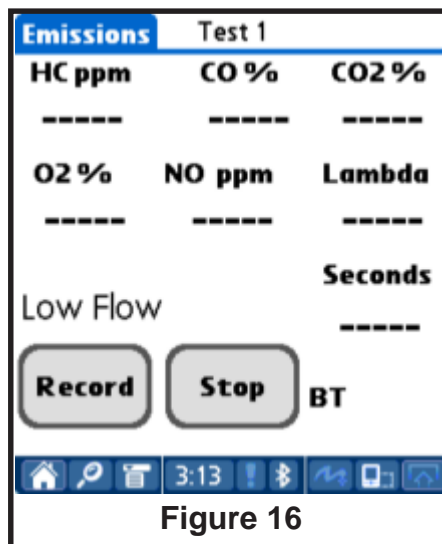 Emissions Test 1
HC ppm CO % CO2 %
----- ----- -----
O2 % NO ppm Lambda
----- ----- -----
Seconds
Low Flow
-----
Record Stop BT
3:13
Figure 16